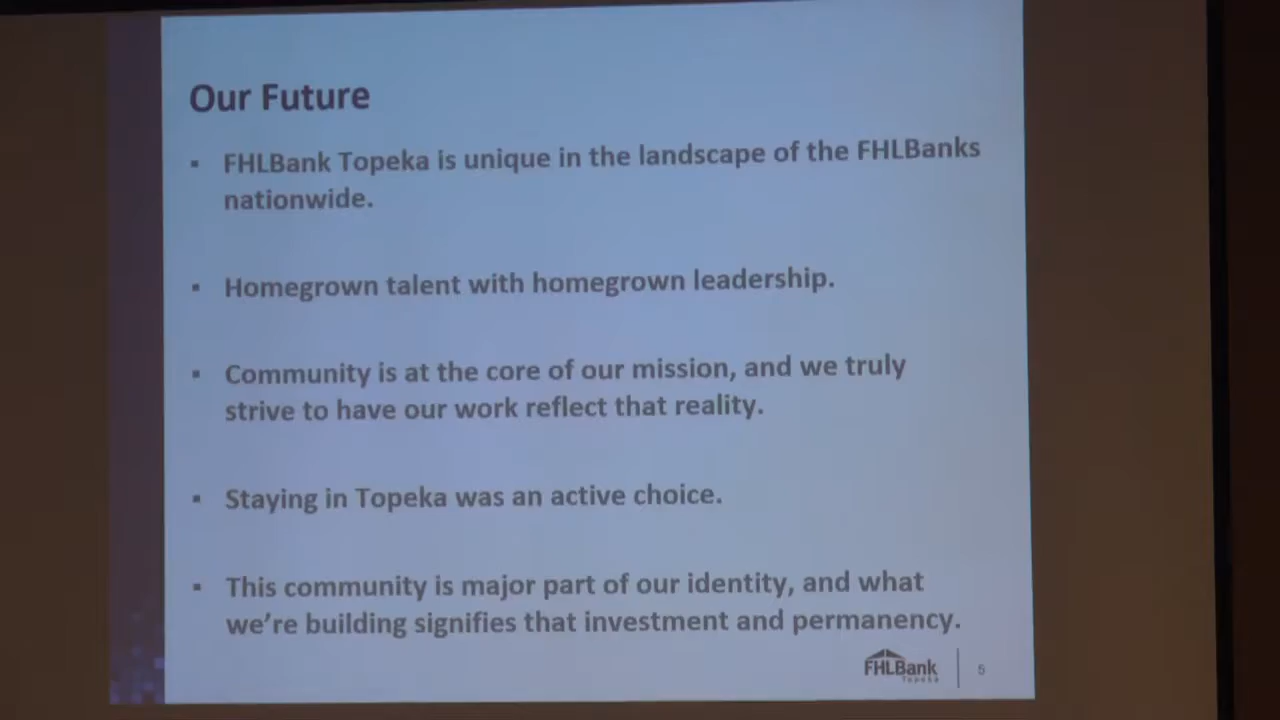 Our Future
▪ FHLBank Topeka is unique in the landscape of the FHLBanks
nationwide.
▪ Homegrown talent with homegrown leadership.
▪ Community is at the core of our mission, and we truly
strive to have our work reflect that reality.
▪ Staying in Topeka was an active choice.
▪ This community is major part of our identity, and what
we're building signifies that investment and permanency.
FHLBank
Topeka
5